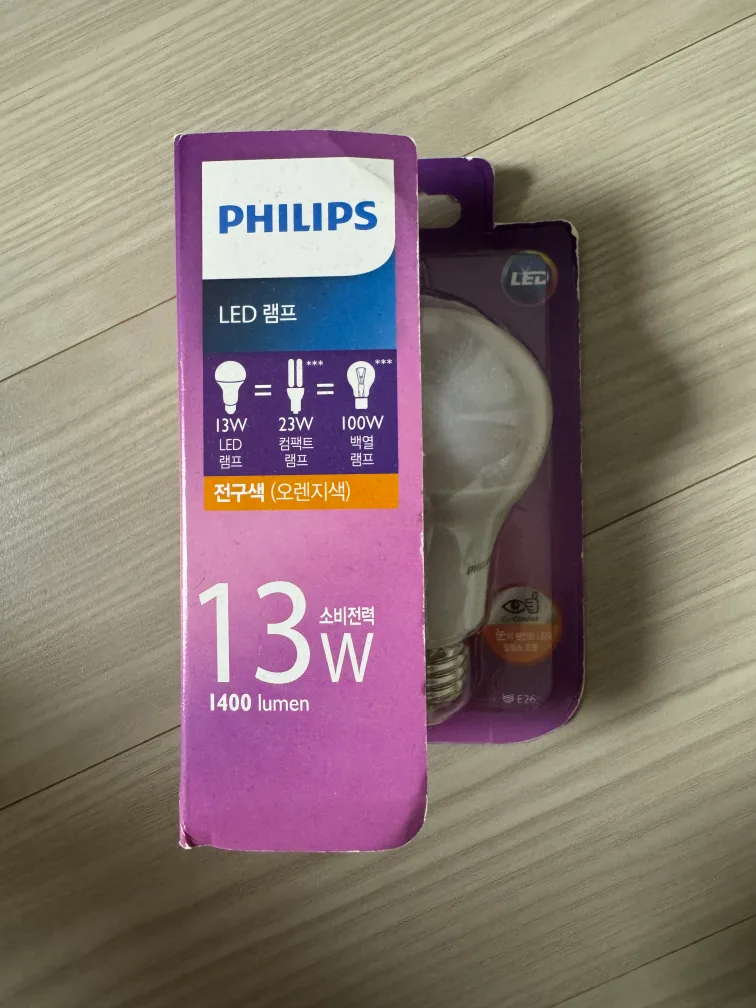 PHILIPS
LED 램프
*** ***
= =
13W 23W 100W
LED 컴팩트 백열
램프 램프 램프
전구색 (오렌지색)
13 소비전력
W
1400 lumen
LED
PHILIPS
E26